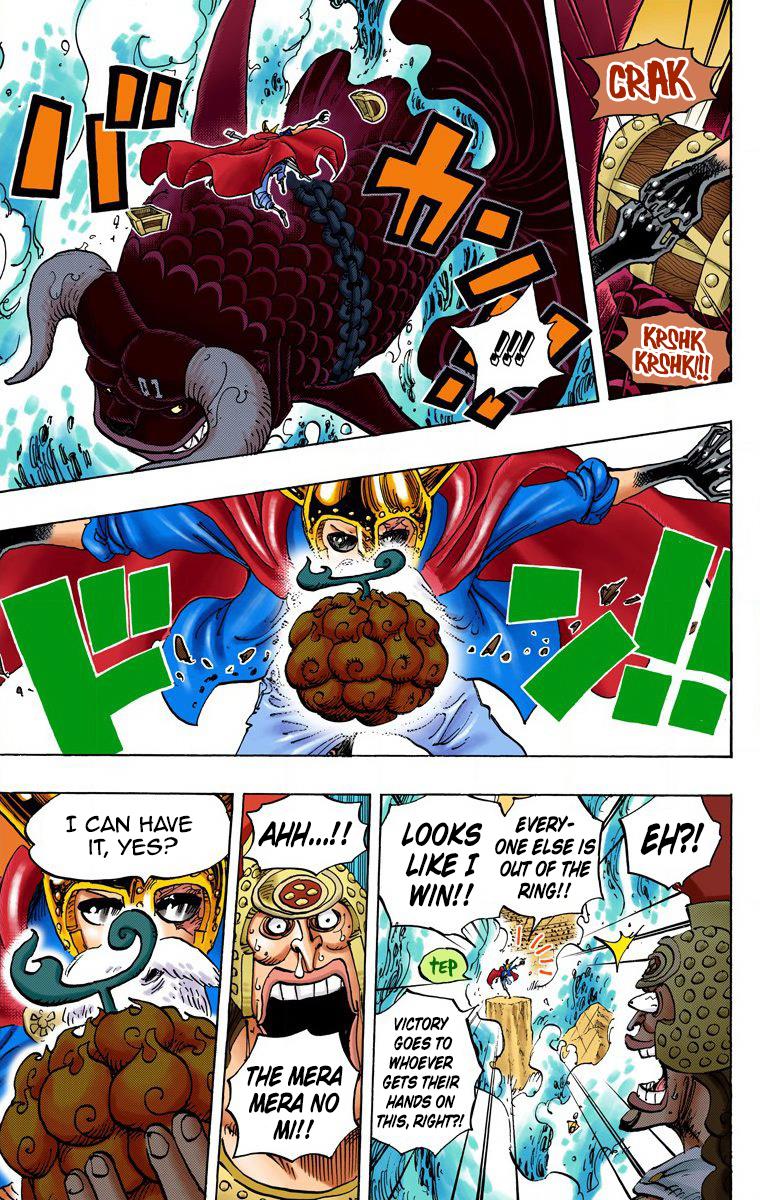 CRAK
KRSHK
KRSHK!!!
バカン!!
!!!
01
ドン!!
EH?!
EVERY-
ONE ELSE IS
OUT OF THE
RING!!
LOOKS
LIKE I
WIN!!
TEP
VICTORY
GOES TO
WHOEVER
GETS THEIR
HANDS ON
THIS, RIGHT?!
AHH...!!
THE MERA
MERA NO
MI!!
I CAN HAVE
IT, YES?